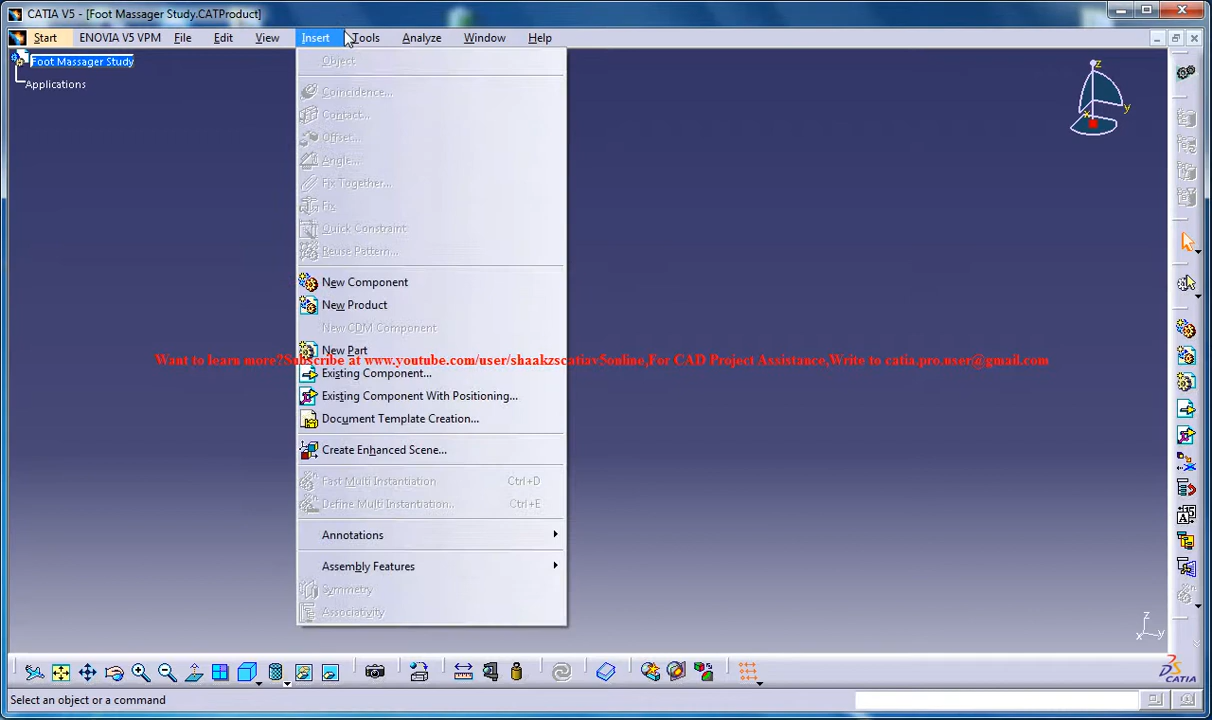 CATIA V5 - [Foot Massager Study.CATProduct]
Start ENOVIA V5 VPM File Edit View Insert Tools Analyze Window Help
Foot Massager Study
Applications
Object
Coincidence...
Contact...
Offset...
Angle...
Fix Together...
Fix
Quick Constraint
Reuse Pattern...
New Component
New Product
New CDM Component
New Part
Want to learn more?Subscribe at www.youtube.com/user/shaakzscatiav5online,For CAD Project Assistance,Write to catia.pro.user@gmail.com
Existing Component...
Existing Component With Positioning...
Document Template Creation...
Create Enhanced Scene...
Fast Multi Instantiation Ctrl+D
Define Multi Instantiation... Ctrl+E
Annotations
Assembly Features
Symmetry
Associativity
z
y
x
z
x y
CATIA
Select an object or a command